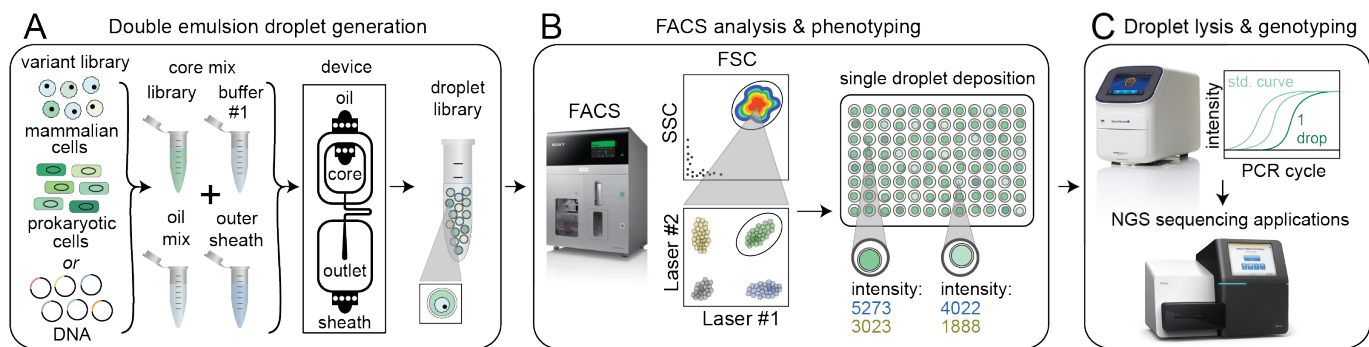 A
Double emulsion droplet generation
variant library
mammalian
cells
prokaryotic
cells
or
DNA
core mix
library
buffer
#1
+
oil
mix
outer
sheath
device
oil
core
outlet
sheath
droplet
library
B
FACS analysis & phenotyping
FACS
SONY
FSC
SSC
Laser #2
Laser #1
single droplet deposition
intensity:
5273
3023
intensity:
4022
1888
C
Droplet lysis & genotyping
intensity
std. curve
1
drop
PCR cycle
NGS sequencing applications